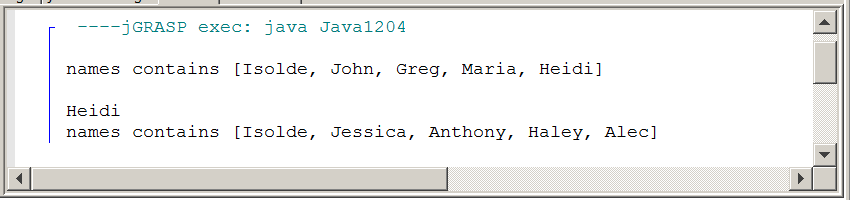 ----jGRASP exec: java Java1204
names contains [Isolde, John, Greg, Maria, Heidi]
Heidi
names contains [Isolde, Jessica, Anthony, Haley, Alec]